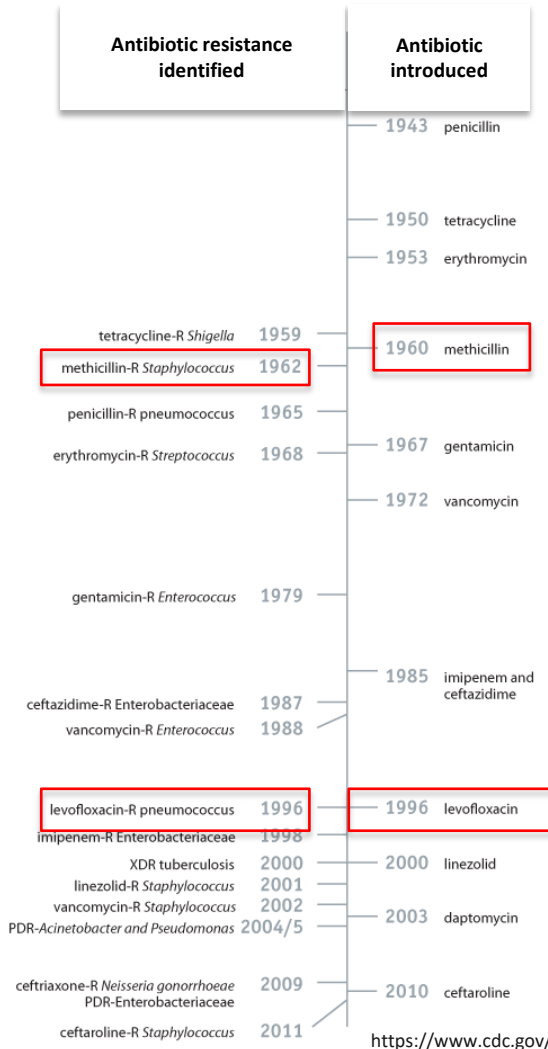 Antibiotic resistance
identified
Antibiotic
introduced
1943 penicillin
1950 tetracycline
1953 erythromycin
tetracycline-R Shigella 1959
1960 methicillin
methicillin-R Staphylococcus 1962
penicillin-R pneumococcus 1965
1967 gentamicin
erythromycin-R Streptococcus 1968
1972 vancomycin
gentamicin-R Enterococcus 1979
1985 imipenem and
ceftazidime
ceftazidime-R Enterobacteriaceae 1987
vancomycin-R Enterococcus 1988
levofloxacin-R pneumococcus 1996
1996 levofloxacin
imipenem-R Enterobacteriaceae 1998
XDR tuberculosis 2000
2000 linezolid
linezolid-R Staphylococcus 2001
vancomycin-R Staphylococcus 2002
2003 daptomycin
PDR-Acinetobacter and Pseudomonas 2004/5
ceftriaxone-R Neisseria gonorrhoeae 2009
PDR-Enterobacteriaceae
2010 ceftaroline
ceftaroline-R Staphylococcus 2011
https://www.cdc.gov/